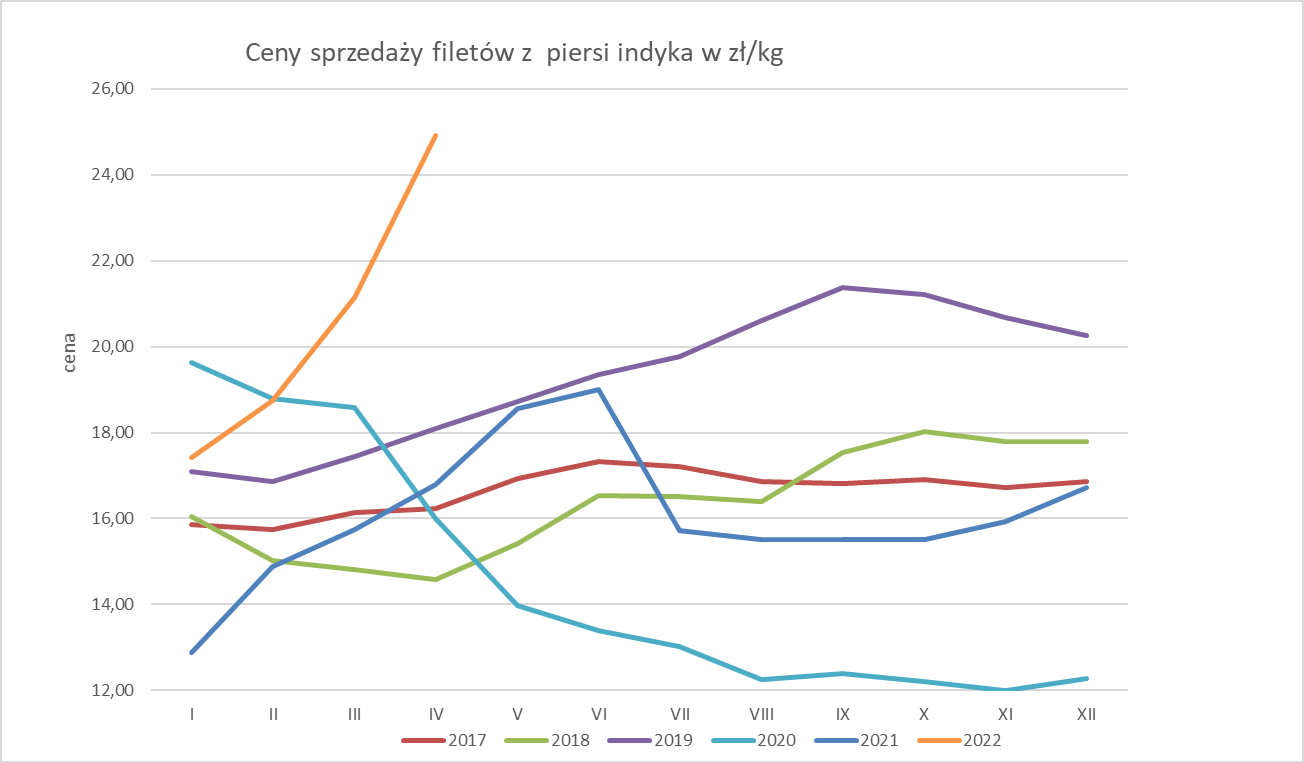 Ceny sprzedaży filetów z  piersi indyka w zł/kg
26,00
24,00
22,00
20,00
18,00
16,00
14,00
12,00
cena
I II III IV V VI VII VIII IX X XI XII
2017 2018 2019 2020 2021 2022